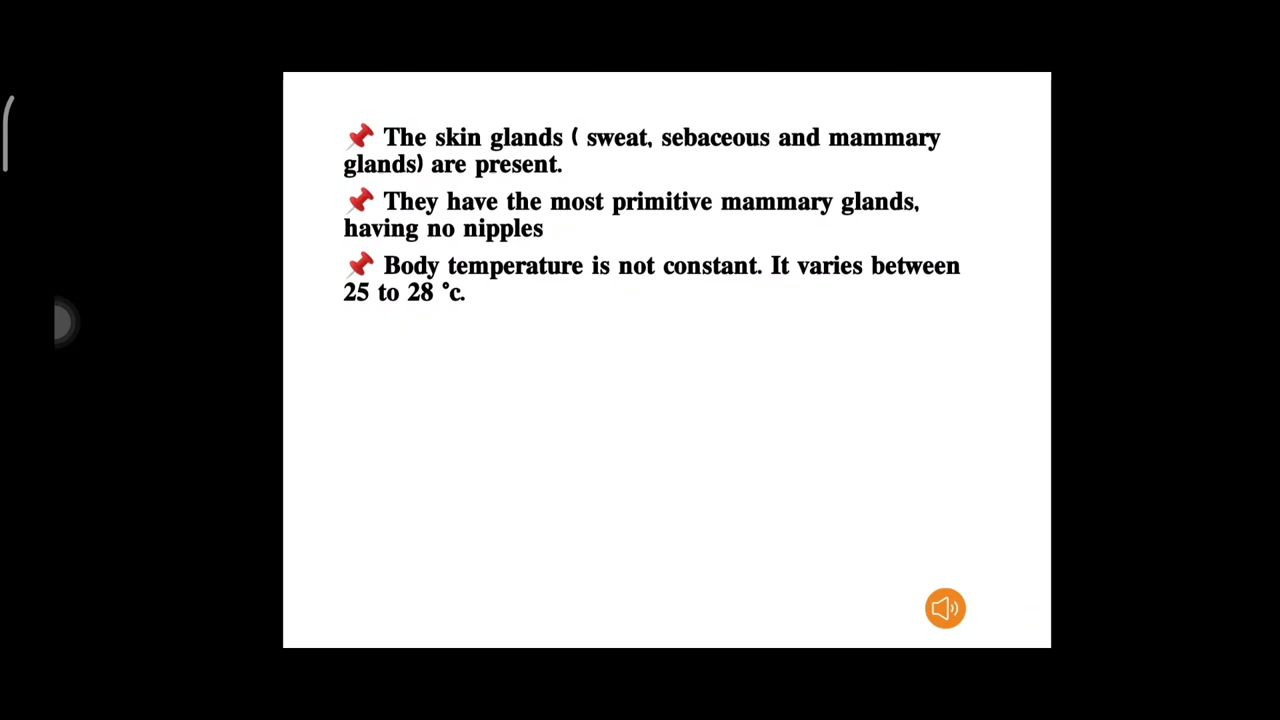 📌 The skin glands ( sweat, sebaceous and mammary
glands) are present.
📌 They have the most primitive mammary glands,
having no nipples
📌 Body temperature is not constant. It varies between
25 to 28 °c.